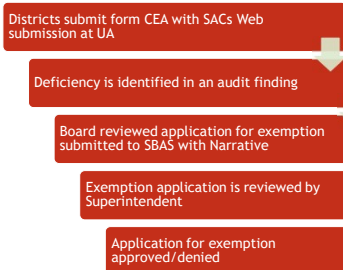 Districts submit form CEA with SACs Web
submission at UA
Deficiency is identified in an audit finding
Board reviewed application for exemption
submitted to SBAS with Narrative
Exemption application is reviewed by
Superintendent
Application for exemption
approved/denied